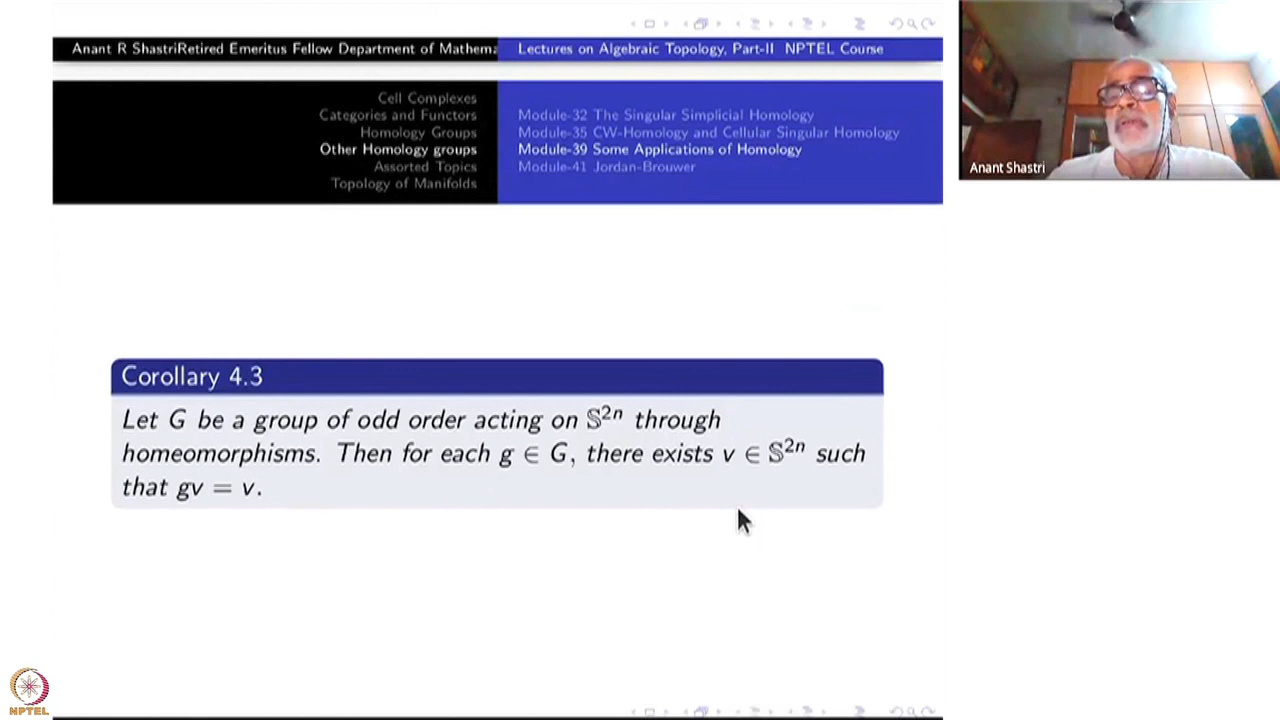 Anant R ShastriRetired Emeritus Fellow Department of Mathema
Lectures on Algebraic Topology, Part-II NPTEL Course
Cell Complexes
Categories and Functors
Homology Groups
Other Homology groups
Assorted Topics
Topology of Manifolds
Module-32 The Singular Simplicial Homology
Module-35 CW-Homology and Cellular Singular Homology
Module-39 Some Applications of Homology
Module-41 Jordan-Brouwer
Anant Shastri
Corollary 4.3
Let G be a group of odd order acting on 𝕊²ⁿ through
homeomorphisms. Then for each g ∈ G, there exists v ∈ 𝕊²ⁿ such
that gv = v.
NPTEL